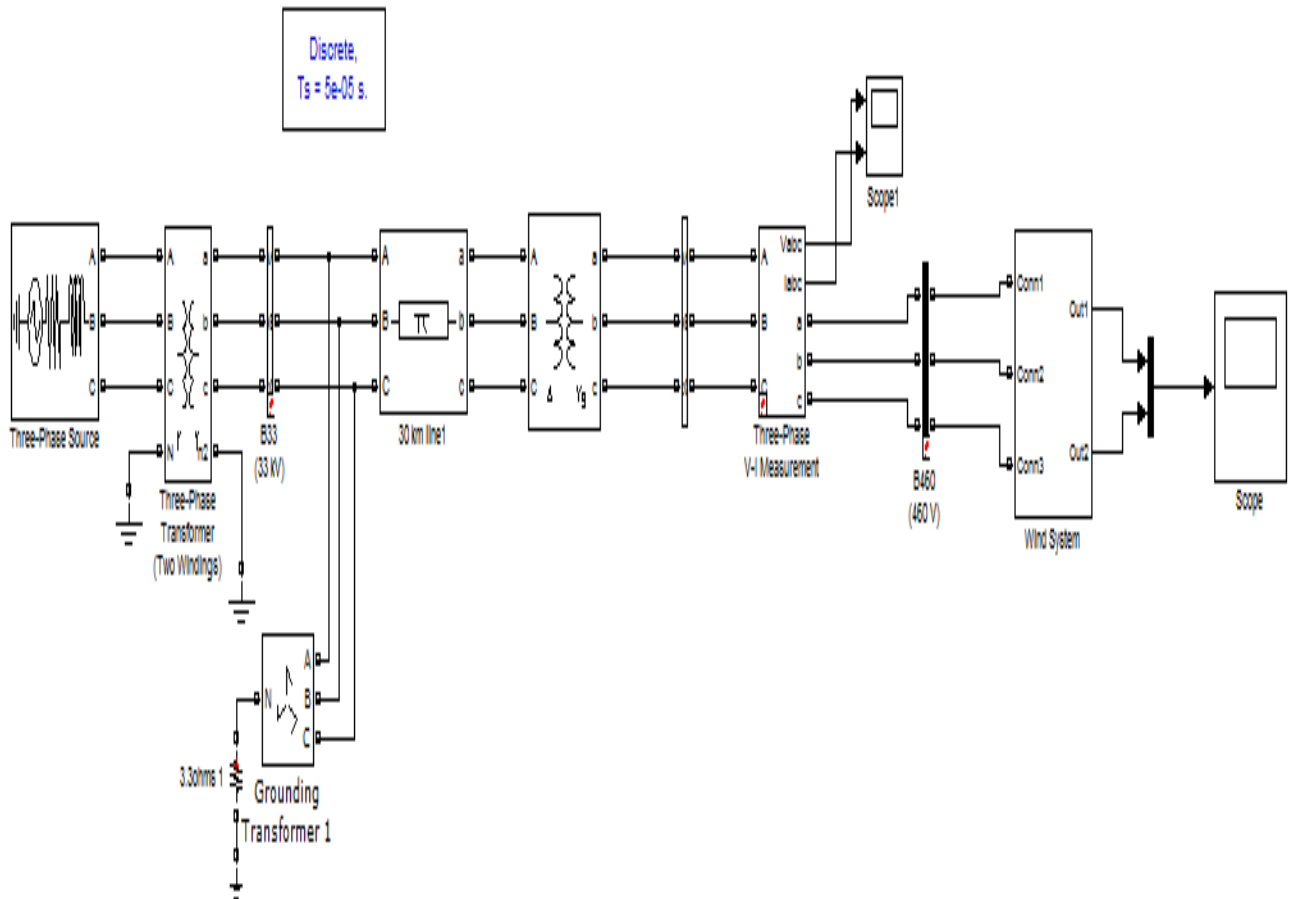 Discrete,
Ts = 5e-05 s.
Scope1
A
B
C
Three-Phase Source
A
B
C
N
a
b
c
n2
Three-Phase
Transformer
(Two Windings)
B33
(33 kV)
A
B
C
a
b
c
π
30 km line1
A
B
C
a
b
c
Δ
Yg
A
B
C
Vabc
Iabc
a
b
c
Three-Phase
V-I Measurement
B460
(460 V)
Conn1
Conn2
Conn3
Out1
Out2
Wind System
Scope
N
A
B
C
Grounding
Transformer 1
3.3ohms 1